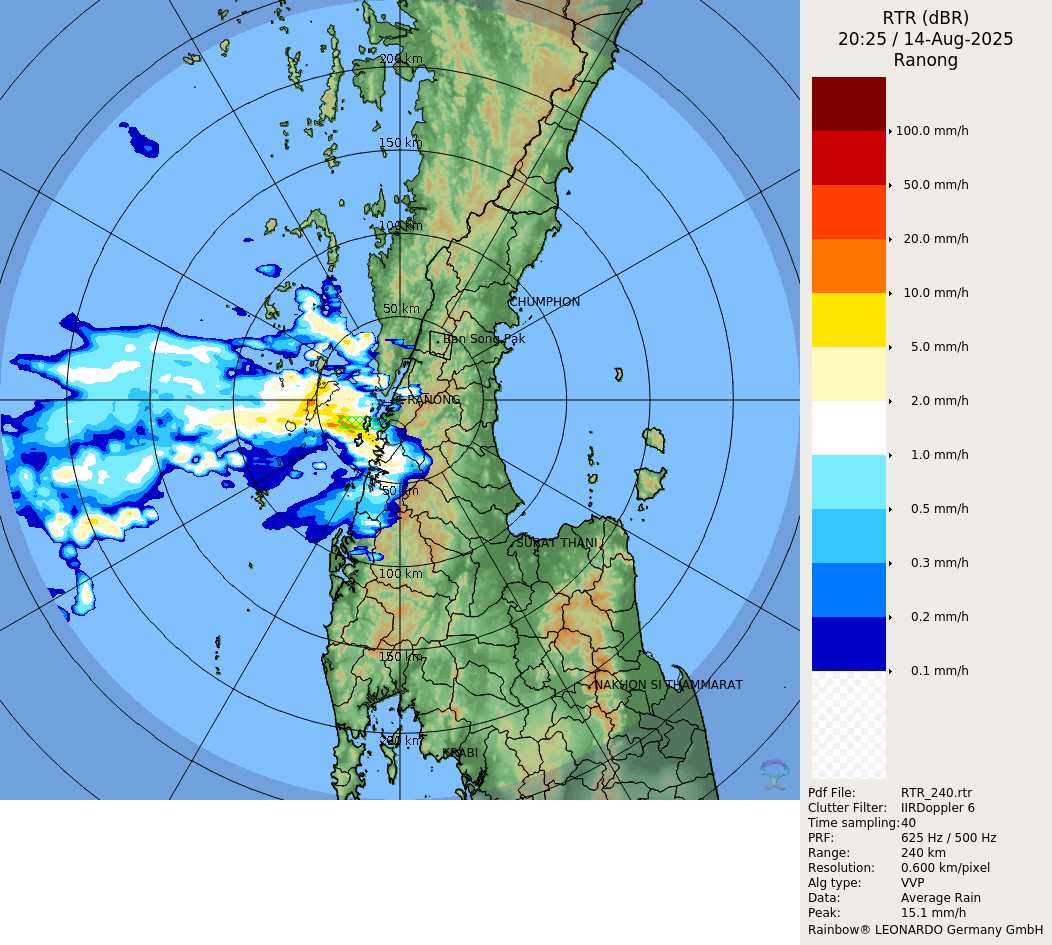 RTR (dBR)
20:25 / 14-Aug-2025
Ranong
200 km
150 km
100 km
50 km
CHUMPHON
Ban Song Pak
RANONG
50 km
SURAT THANI
100 km
150 km
NAKHON SI THAMMARAT
200 km
KRABI
100.0 mm/h
50.0 mm/h
20.0 mm/h
10.0 mm/h
5.0 mm/h
2.0 mm/h
1.0 mm/h
0.5 mm/h
0.3 mm/h
0.2 mm/h
0.1 mm/h
Pdf File: RTR_240.rtr
Clutter Filter: IIRDoppler 6
Time sampling:40
PRF: 625 Hz / 500 Hz
Range: 240 km
Resolution: 0.600 km/pixel
Alg type: VVP
Data: Average Rain
Peak: 15.1 mm/h
Rainbow® LEONARDO Germany GmbH